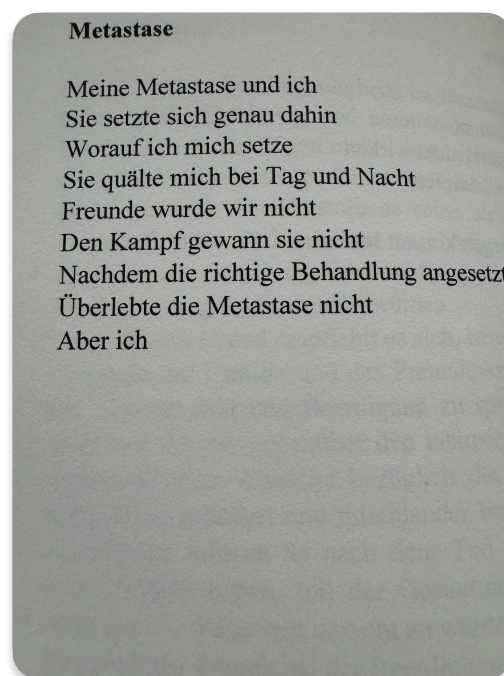 Metastase
Meine Metastase und ich
Sie setzte sich genau dahin
Worauf ich mich setze
Sie quälte mich bei Tag und Nacht
Freunde wurde wir nicht
Den Kampf gewann sie nicht
Nachdem die richtige Behandlung angesetzt
Überlebte die Metastase nicht
Aber ich